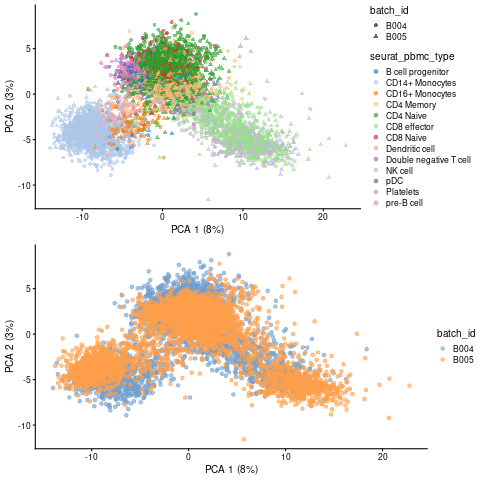 batch_id
B004
B005
seurat_pbmc_type
B cell progenitor
CD14+ Monocytes
CD16+ Monocytes
CD4 Memory
CD4 Naive
CD8 effector
CD8 Naive
Dendritic cell
Double negative T cell
NK cell
pDC
Platelets
pre-B cell
5
0
-5
-10
PCA 2 (3%)
-10 0 10 20
PCA 1 (8%)
5
0
-5
-10
PCA 2 (3%)
batch_id
B004
B005
-10 0 10 20
PCA 1 (8%)